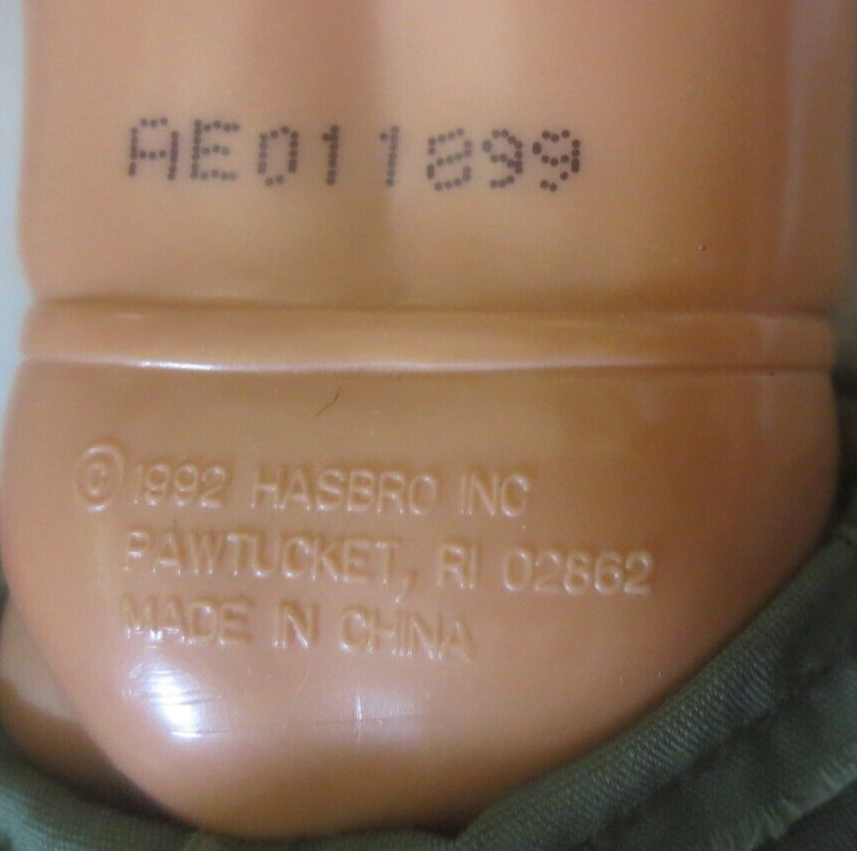 AE011899
©1992 HASBRO INC
PAWTUCKET, RI 02862
MADE IN CHINA